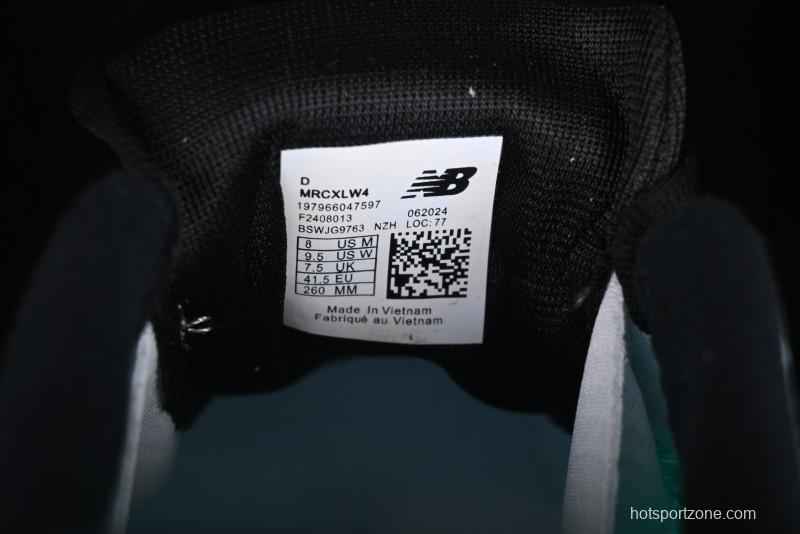 D
MRCXLW4
NB
197966047597
F2408013 062024
BSWJG9763 NZH LOC: 77
8 US M
9.5 US W
7.5 UK
41.5 EU
260 MM
Made In Vietnam
Fabriqué au Vietnam
hotsportzone.com